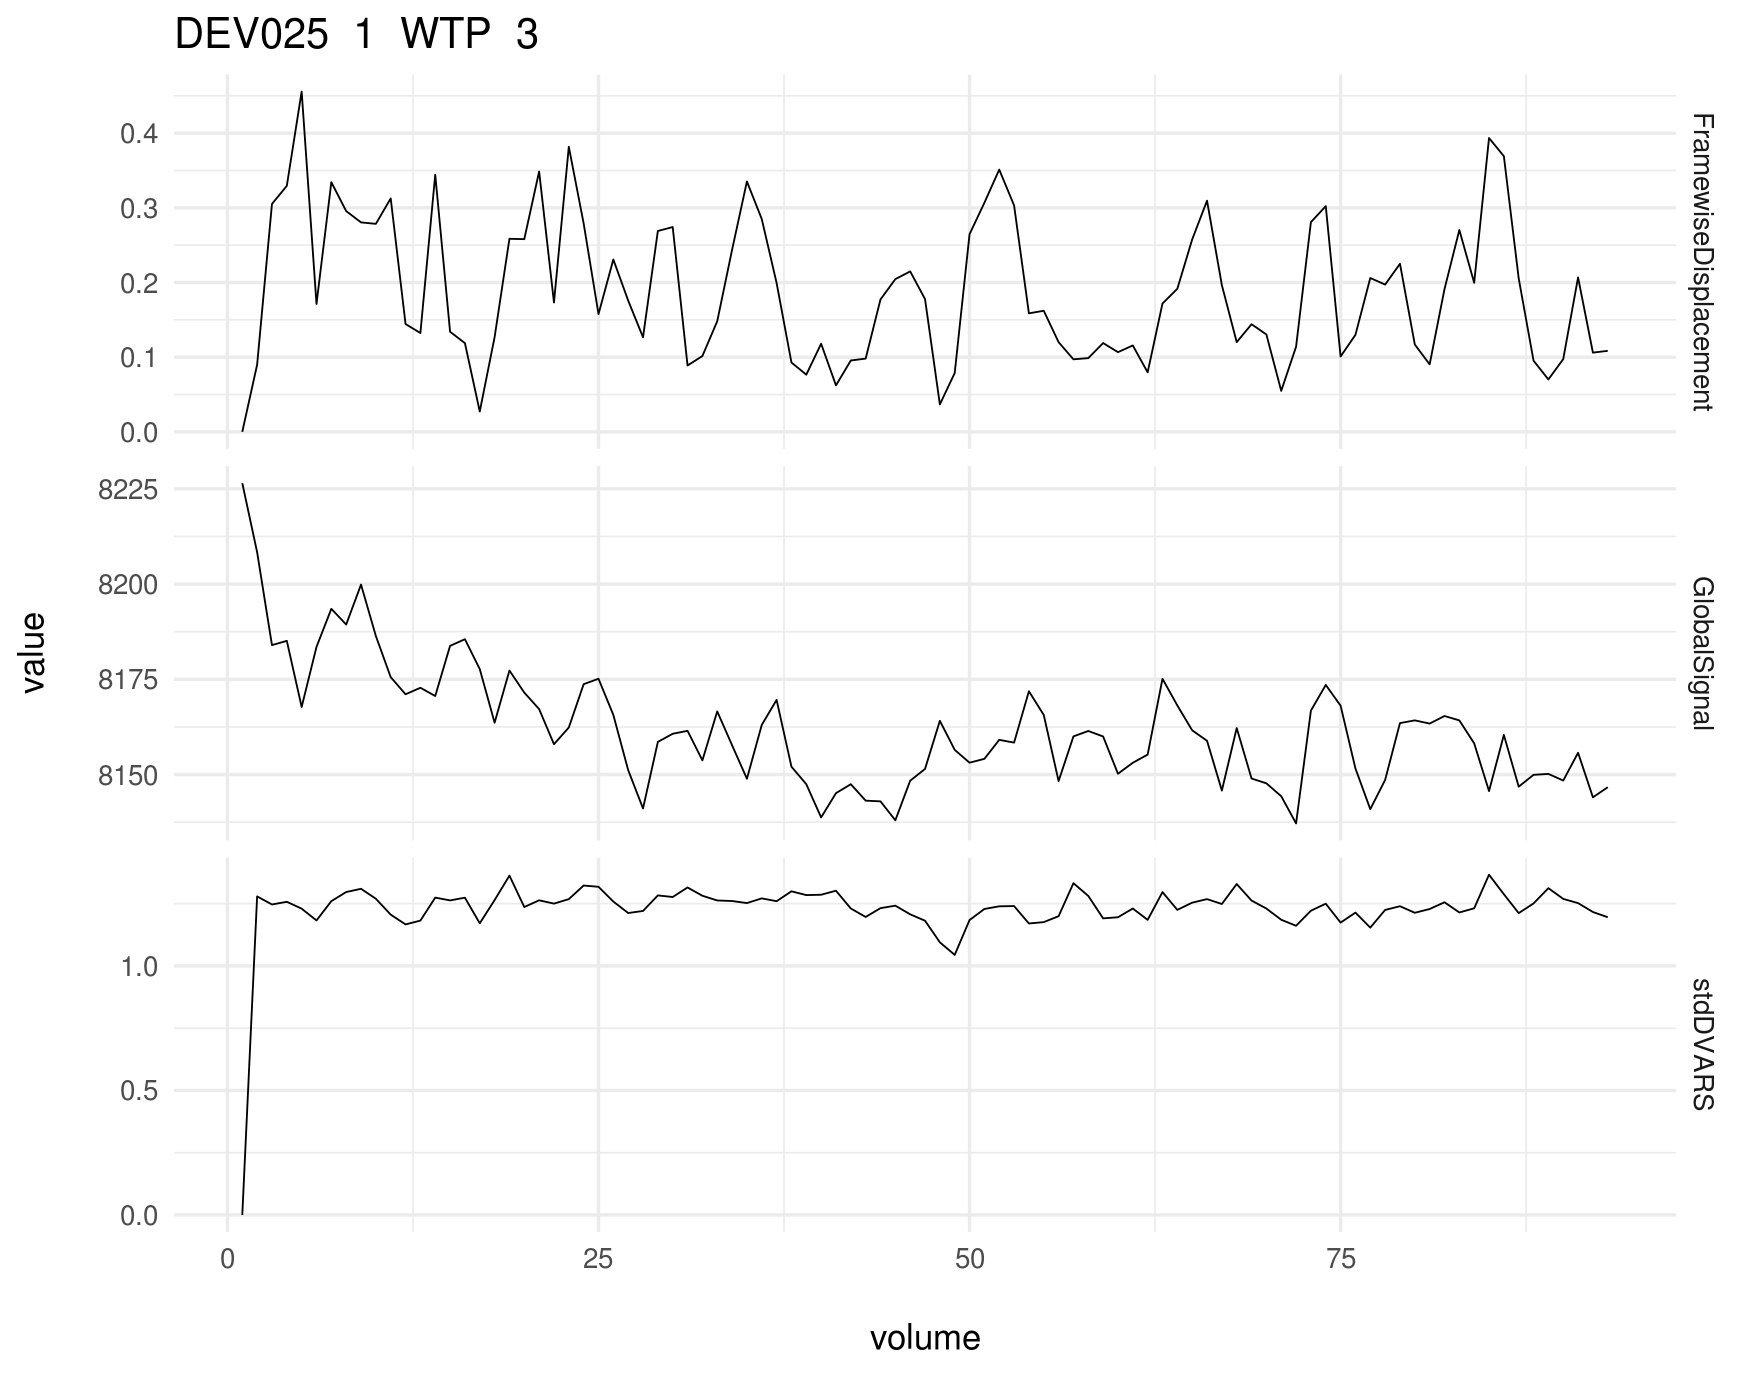 DEV025 1 WTP 3
0.4
0.3
0.2
0.1
0.0
FramewiseDisplacement
8225
8200
8175
8150
GlobalSignal
value
1.0
0.5
0.0
stdDVARS
0 25 50 75
volume